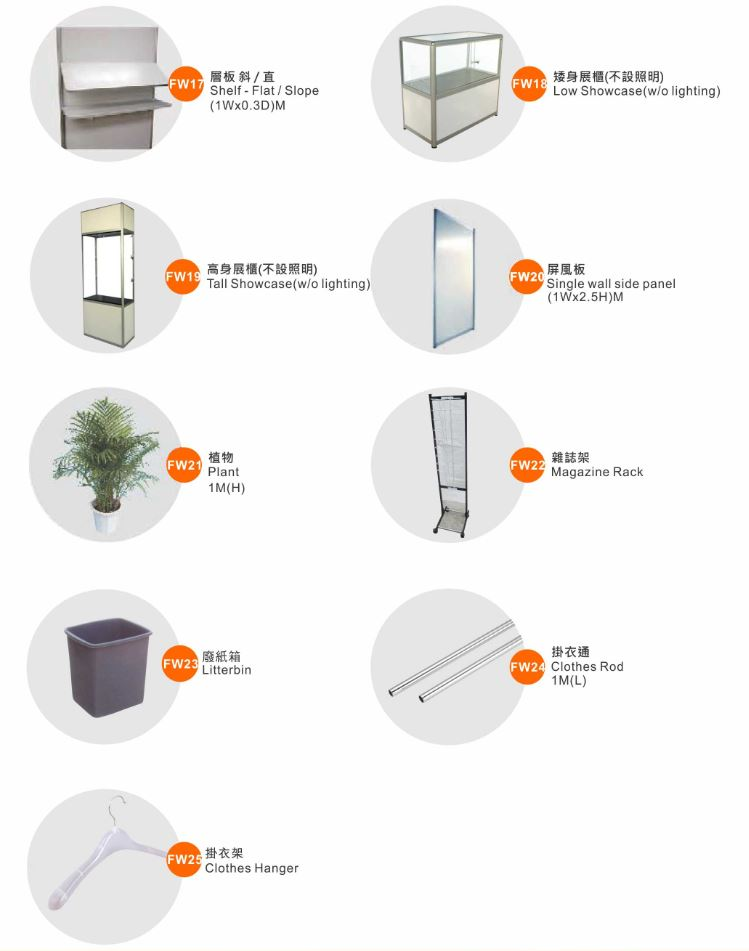 FW17
層板 斜 / 直
Shelf - Flat / Slope
(1Wx0.3D)M
FW18
矮身展櫃(不設照明)
Low Showcase(w/o lighting)
FW19
高身展櫃(不設照明)
Tall Showcase(w/o lighting)
FW20
屏風板
Single wall side panel
(1Wx2.5H)M
FW21
植物
Plant
1M(H)
FW22
雜誌架
Magazine Rack
FW23
廢紙箱
Litterbin
FW24
掛衣通
Clothes Rod
1M(L)
FW25
掛衣架
Clothes Hanger